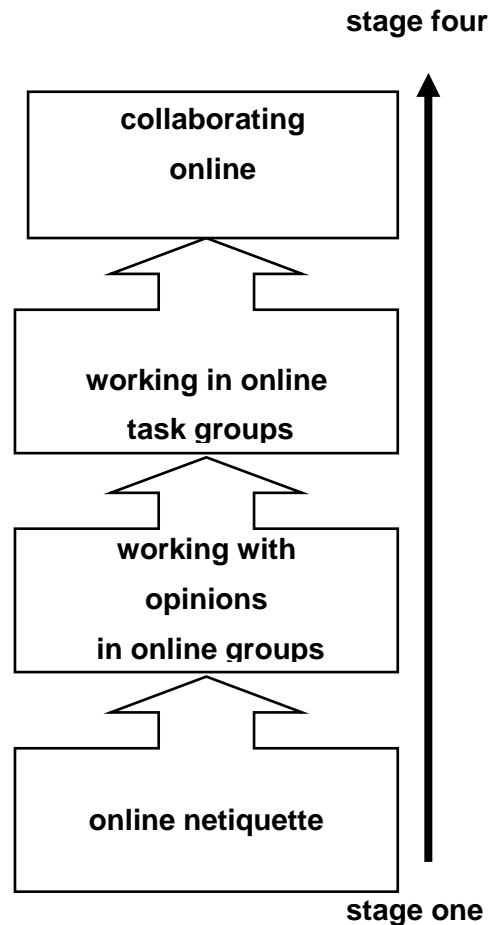 stage four
collaborating
online
working in online
task groups
working with
opinions
in online groups
online netiquette
stage one